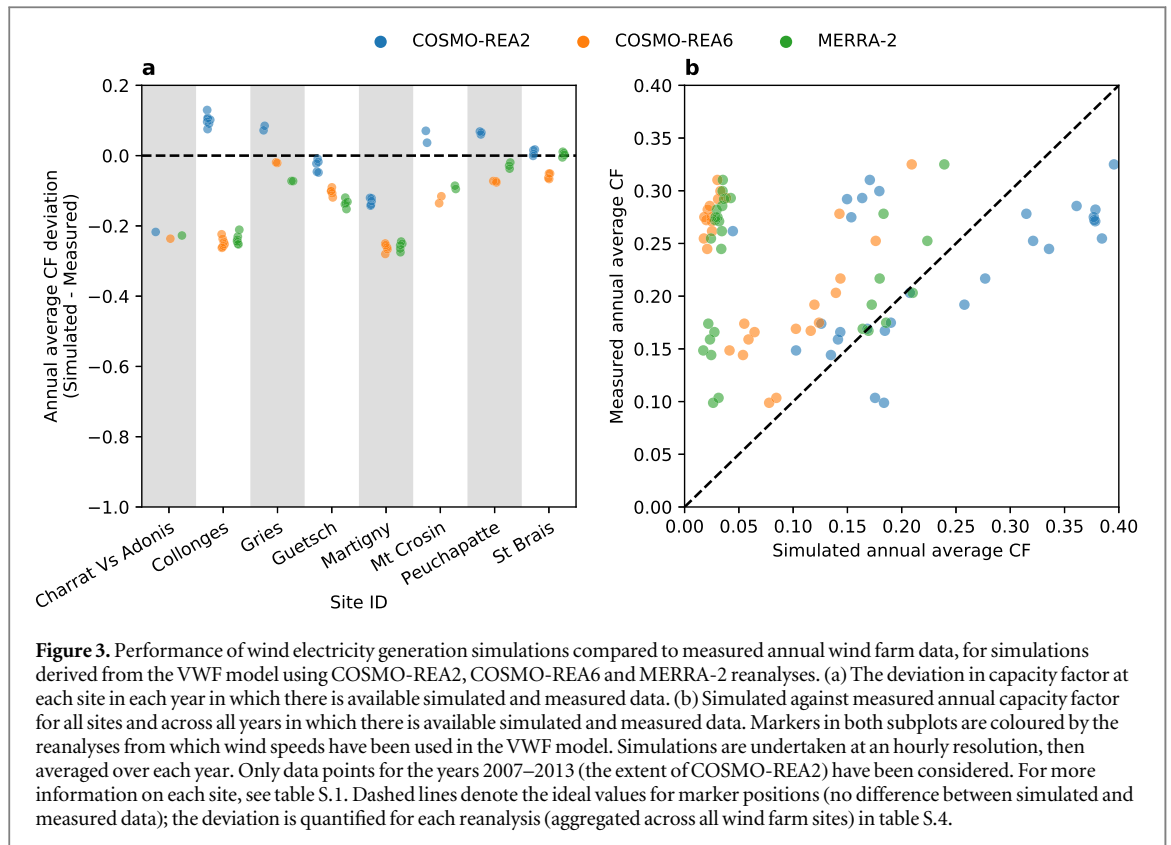 COSMO-REA2 COSMO-REA6 MERRA-2
a
0.2
0.0
−0.2
−0.4
−0.6
−0.8
−1.0
Annual average CF deviation
(Simulated - Measured)
Charrat Vs Adonis
Collonges
Gries
Guetsch
Martigny
Mt Crosin
Peuchapatte
St Brais
Site ID
b
0.40
0.35
0.30
0.25
0.20
0.15
0.10
0.05
0.00
Measured annual average CF
0.00 0.05 0.10 0.15 0.20 0.25 0.30 0.35 0.40
Simulated annual average CF
Figure 3. Performance of wind electricity generation simulations compared to measured annual wind farm data, for simulations
derived from the VWF model using COSMO-REA2, COSMO-REA6 and MERRA-2 reanalyses. (a) The deviation in capacity factor at
each site in each year in which there is available simulated and measured data. (b) Simulated against measured annual capacity factor
for all sites and across all years in which there is available simulated and measured data. Markers in both subplots are coloured by the
reanalyses from which wind speeds have been used in the VWF model. Simulations are undertaken at an hourly resolution, then
averaged over each year. Only data points for the years 2007–2013 (the extent of COSMO-REA2) have been considered. For more
information on each site, see table S.1. Dashed lines denote the ideal values for marker positions (no difference between simulated and
measured data); the deviation is quantified for each reanalysis (aggregated across all wind farm sites) in table S.4.